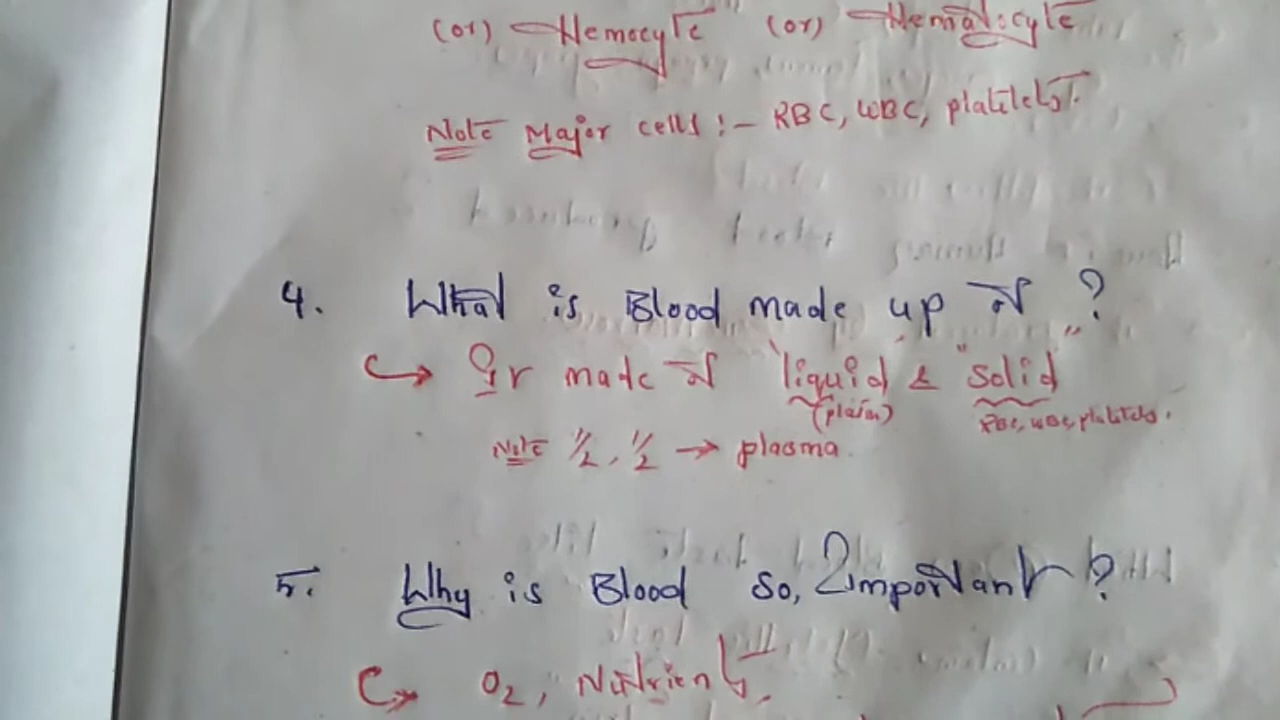 (or) Hemocyte (or) Hematocyte
Note Major cells :- RBC, WBC, platelets.
4. What is Blood made up of ?
↪ It made of "liquid & "Solid"
(plasm) RBC, WBC, platelets.
Note 1/2, 1/2 → plasma
5. Why is Blood So, Important ?
↪ O2, Nutrients,